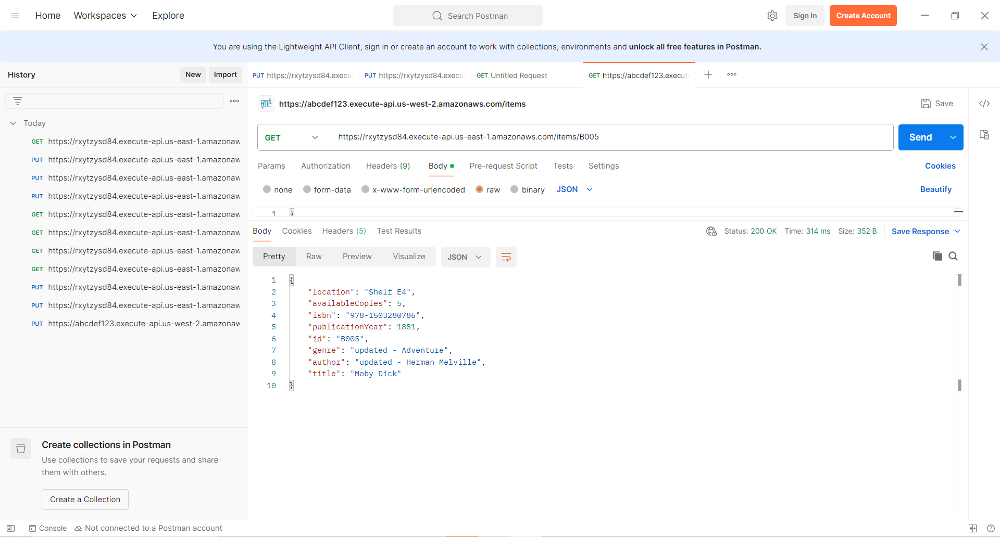 Home Workspaces Explore
Search Postman
Sign In Create Account
You are using the Lightweight API Client, sign in or create an account to work with collections, environments and unlock all free features in Postman.
History New Import
PUT https://rxytzysd84.execu PUT https://rxytzysd84.execu GET Untitled Request GET https://abcdef123.execut
Today
GET https://rxytzysd84.execute-api.us-east-1.amazonaw
PUT https://rxytzysd84.execute-api.us-east-1.amazonaw
PUT https://rxytzysd84.execute-api.us-east-1.amazonaw
PUT https://rxytzysd84.execute-api.us-east-1.amazonaw
GET https://rxytzysd84.execute-api.us-east-1.amazonaw
GET https://rxytzysd84.execute-api.us-east-1.amazonaw
GET https://rxytzysd84.execute-api.us-east-1.amazonaw
GET https://rxytzysd84.execute-api.us-east-1.amazonaw
PUT https://rxytzysd84.execute-api.us-east-1.amazonaw
PUT https://rxytzysd84.execute-api.us-east-1.amazonaw
PUT https://abcdef123.execute-api.us-west-2.amazonaw
Create collections in Postman
Use collections to save your requests and share
them with others.
Create a Collection
HTTP https://abcdef123.execute-api.us-west-2.amazonaws.com/items Save
GET https://rxytzysd84.execute-api.us-east-1.amazonaws.com/items/B005 Send
Params Authorization Headers (9) Body Pre-request Script Tests Settings Cookies
none form-data x-www-form-urlencoded raw binary JSON Beautify
1 {
Body Cookies Headers (5) Test Results Status: 200 OK Time: 314 ms Size: 352 B Save Response
Pretty Raw Preview Visualize JSON
1 {
2 "location": "Shelf E4",
3 "availableCopies": 5,
4 "isbn": "978-1503280786",
5 "publicationYear": 1851,
6 "id": "B005",
7 "genre": "updated - Adventure",
8 "author": "updated - Herman Melville",
9 "title": "Moby Dick"
10 }
Console Not connected to a Postman account